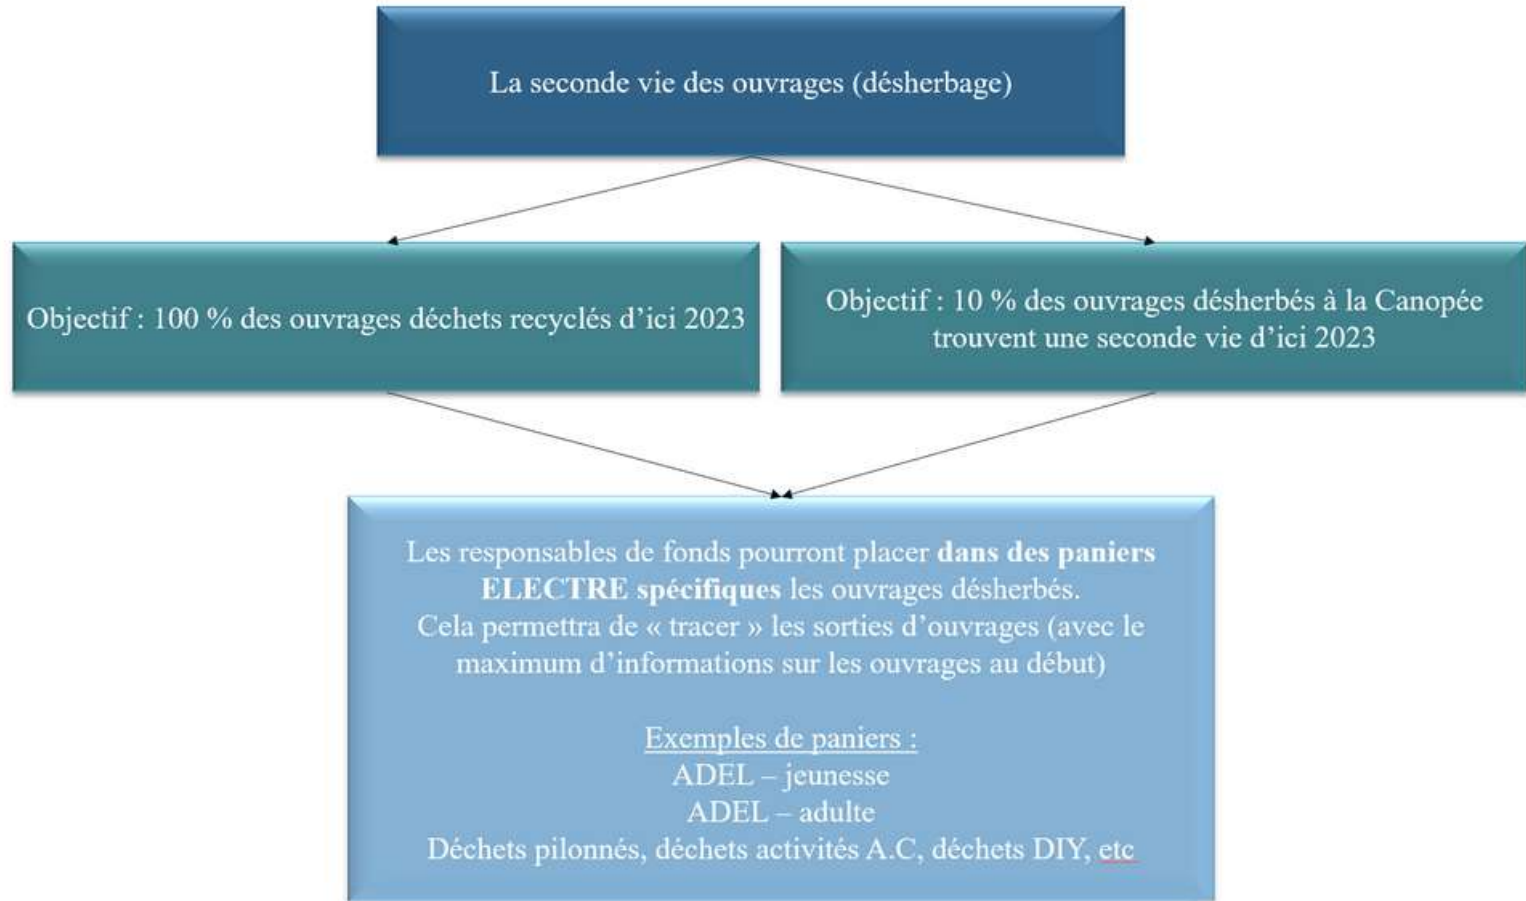 La seconde vie des ouvrages (désherbage)
Objectif : 100 % des ouvrages déchets recyclés d’ici 2023
Objectif : 10 % des ouvrages désherbés à la Canopée
trouvent une seconde vie d’ici 2023
Les responsables de fonds pourront placer dans des paniers
ELECTRE spécifiques les ouvrages désherbés.
Cela permettra de « tracer » les sorties d’ouvrages (avec le
maximum d’informations sur les ouvrages au début)
Exemples de paniers :
ADEL – jeunesse
ADEL – adulte
Déchets pilonnés, déchets activités A.C, déchets DIY, etc